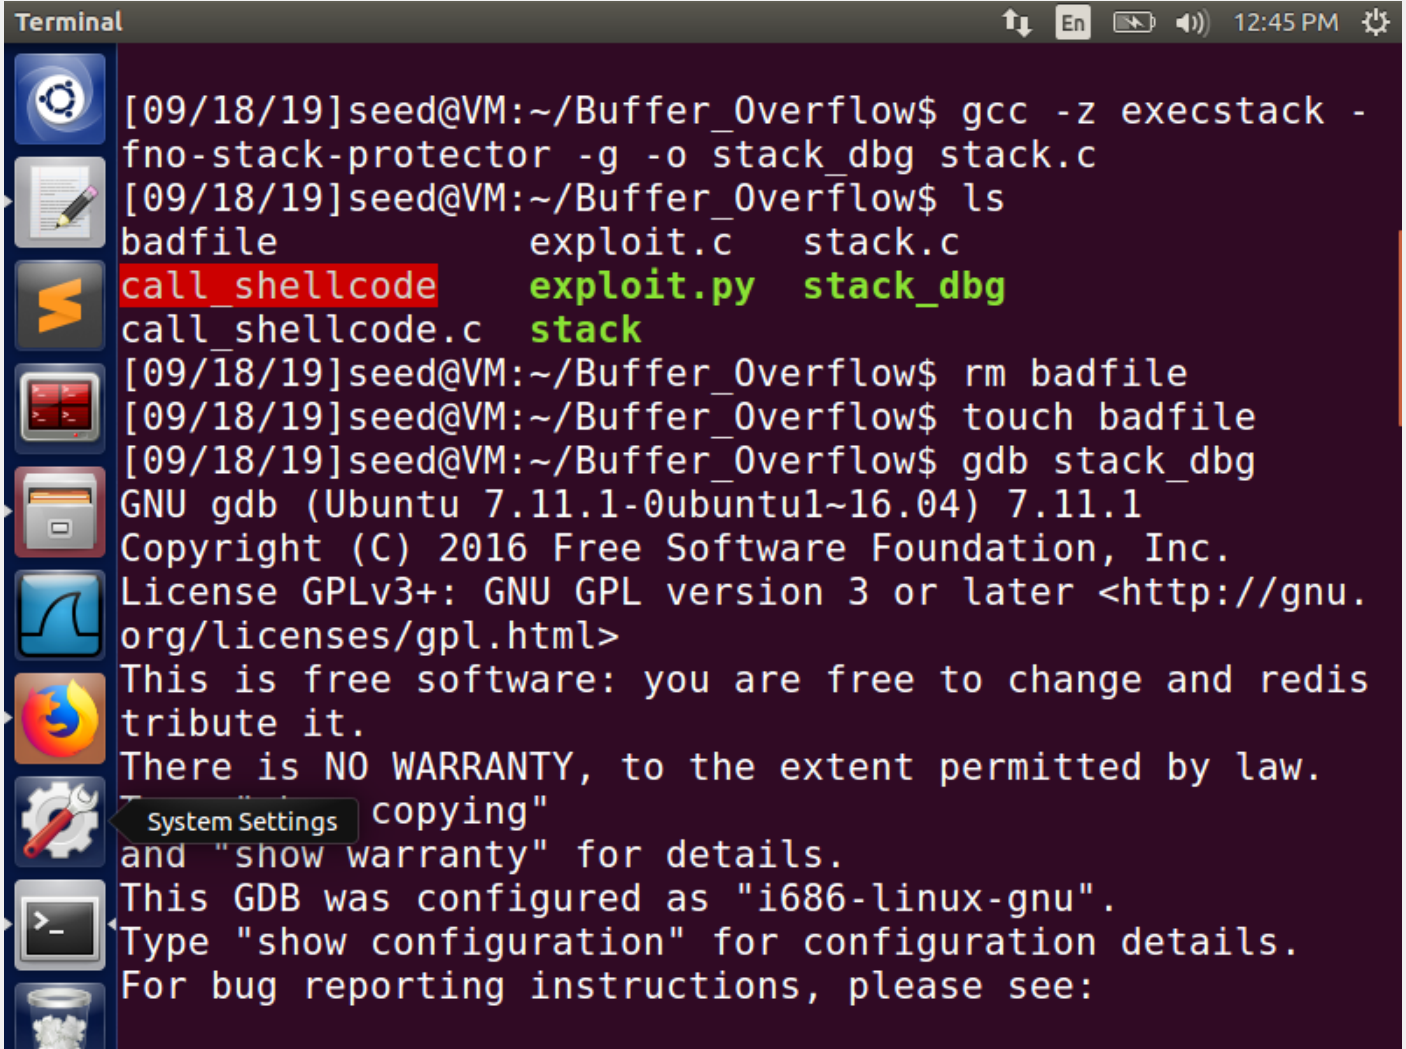 Terminal
En
12:45 PM
[09/18/19]seed@VM:~/Buffer_Overflow$ gcc -z execstack -
fno-stack-protector -g -o stack_dbg stack.c
[09/18/19]seed@VM:~/Buffer_Overflow$ ls
badfile exploit.c stack.c
call_shellcode exploit.py stack_dbg
call_shellcode.c stack
[09/18/19]seed@VM:~/Buffer_Overflow$ rm badfile
[09/18/19]seed@VM:~/Buffer_Overflow$ touch badfile
[09/18/19]seed@VM:~/Buffer_Overflow$ gdb stack_dbg
GNU gdb (Ubuntu 7.11.1-0ubuntu1~16.04) 7.11.1
Copyright (C) 2016 Free Software Foundation, Inc.
License GPLv3+: GNU GPL version 3 or later <http://gnu.
org/licenses/gpl.html>
This is free software: you are free to change and redis
tribute it.
There is NO WARRANTY, to the extent permitted by law.
copying"
System Settings
and "show warranty" for details.
This GDB was configured as "i686-linux-gnu".
Type "show configuration" for configuration details.
For bug reporting instructions, please see: